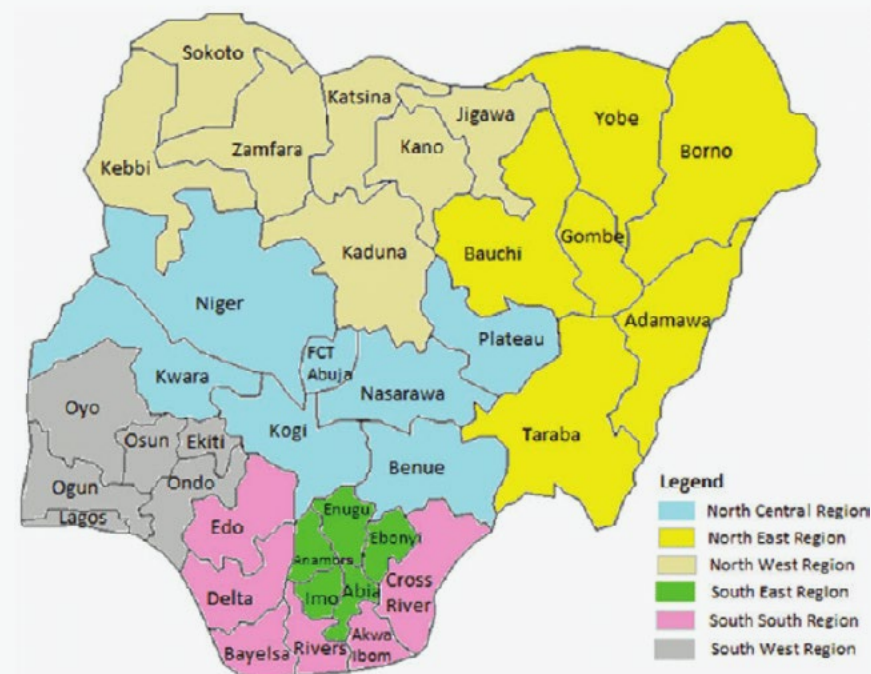 Sokoto
Katsina
Jigawa
Yobe
Kano
Zamfara
Borno
Kebbi
Gombe
Kaduna
Bauchi
Niger
Adamawa
Plateau
FCT
Abuja
Kwara
Nasarawa
Oyo
Taraba
Osun
Ekiti
Kogi
Benue
Ogun
Ondo
Lagos
Edo
Enugu
Ebonyi
Anamors
Delta
Imo
Abia
Cross
River
Bayelsa
Rivers
Akwa
Ibom
Legend
North Central Region
North East Region
North West Region
South East Region
South South Region
South West Region